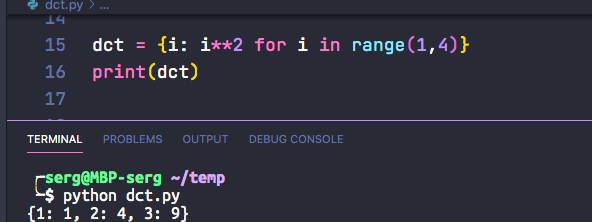 dct.py > ...
14
15 dct = {i: i**2 for i in range(1,4)}
16 print(dct)
17
TERMINAL PROBLEMS OUTPUT DEBUG CONSOLE
serg@MBP-serg ~/temp
$ python dct.py
{1: 1, 2: 4, 3: 9}